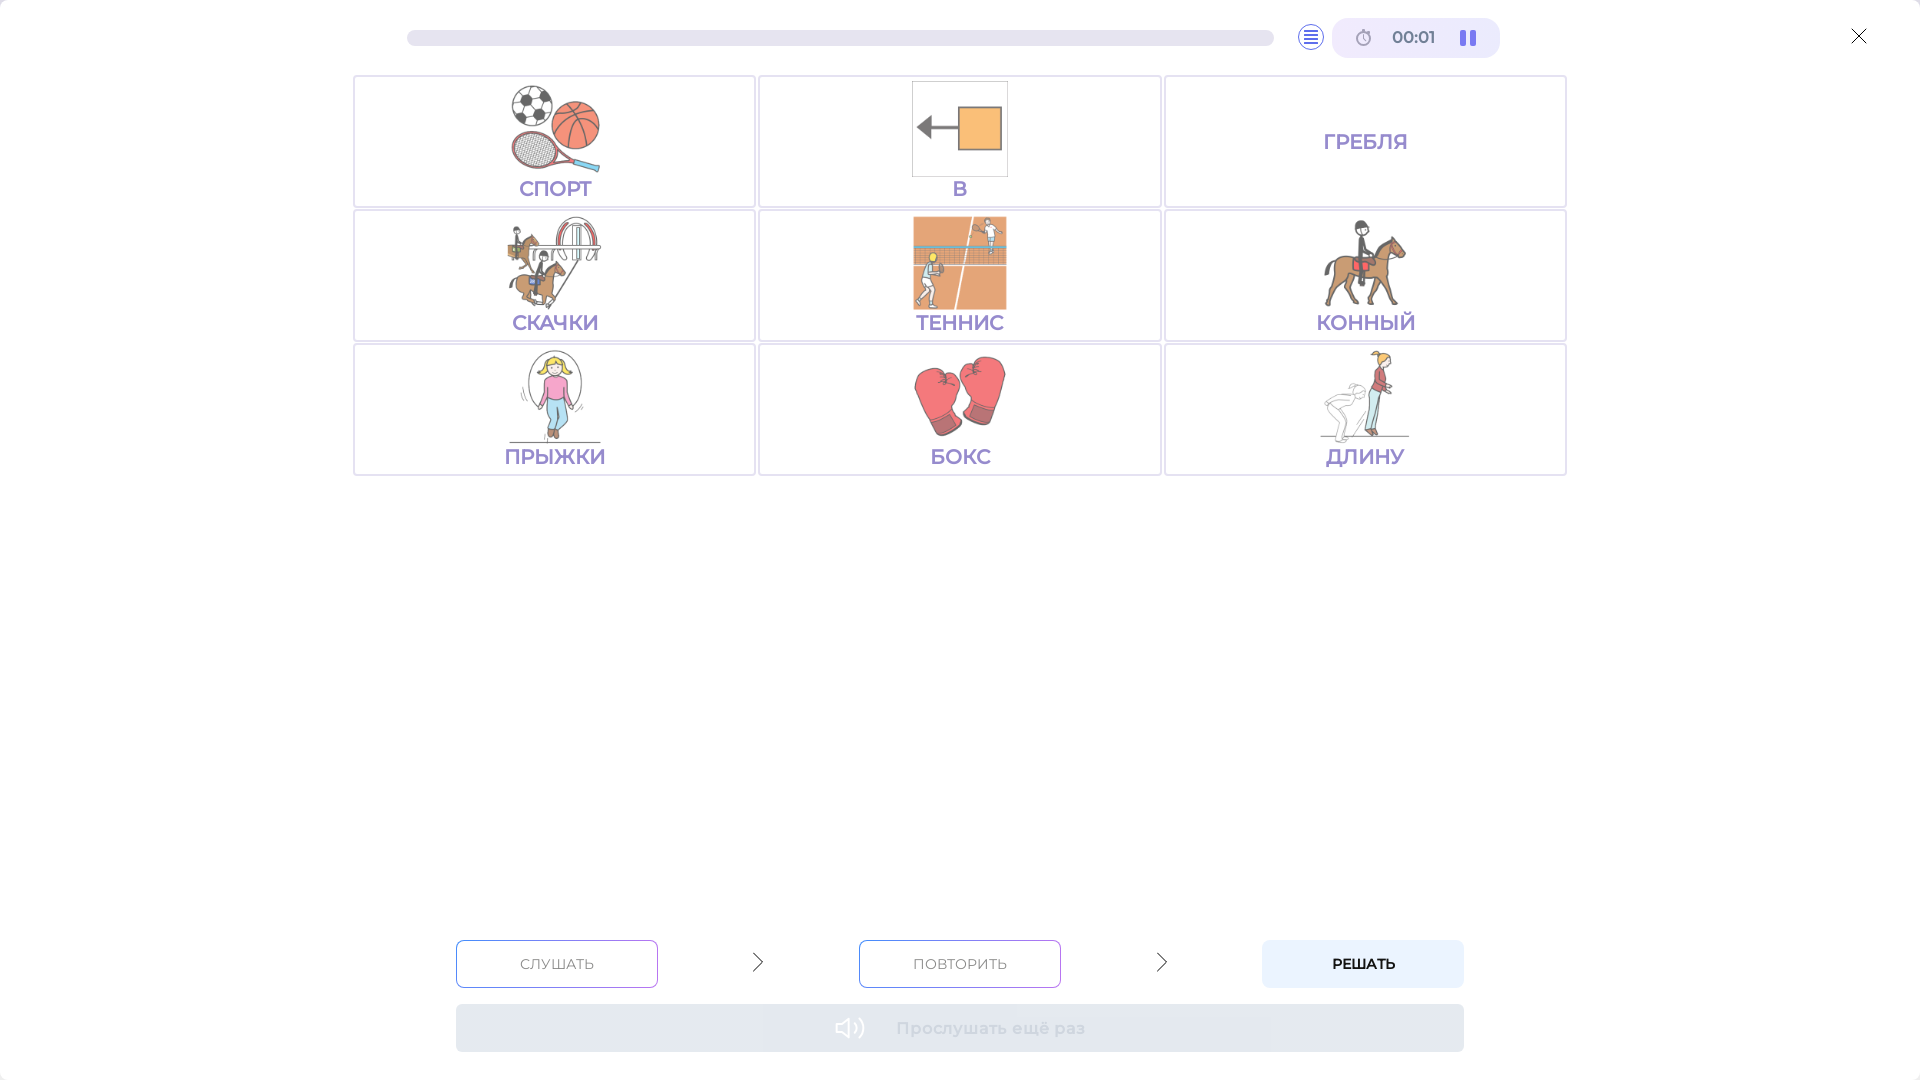 00:01
СПОРТ
В
ГРЕБЛЯ
СКАЧКИ
ТЕННИС
КОННЫЙ
ПРЫЖКИ
БОКС
ДЛИНУ
СЛУШАТЬ
ПОВТОРИТЬ
РЕШАТЬ
Прослушать ещё раз